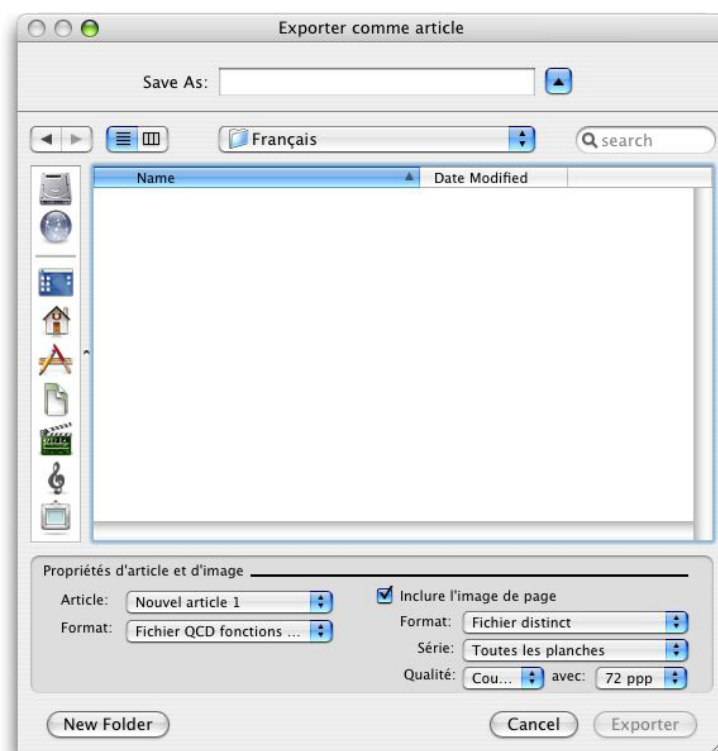 Exporter comme article
Save As:
Français
search
Name
Date Modified
Propriétés d'article et d'image
Article: Nouvel article 1
Format: Fichier QCD fonctions ...
Inclure l'image de page
Format: Fichier distinct
Série: Toutes les planches
Qualité: Cou... avec: 72 ppp
New Folder
Cancel
Exporter